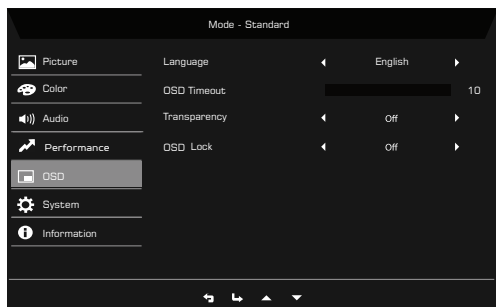 Mode - Standard
Picture
Language English
Color
OSD Timeout 10
Audio
Transparency Off
Performance
OSD Lock Off
OSD
System
Information